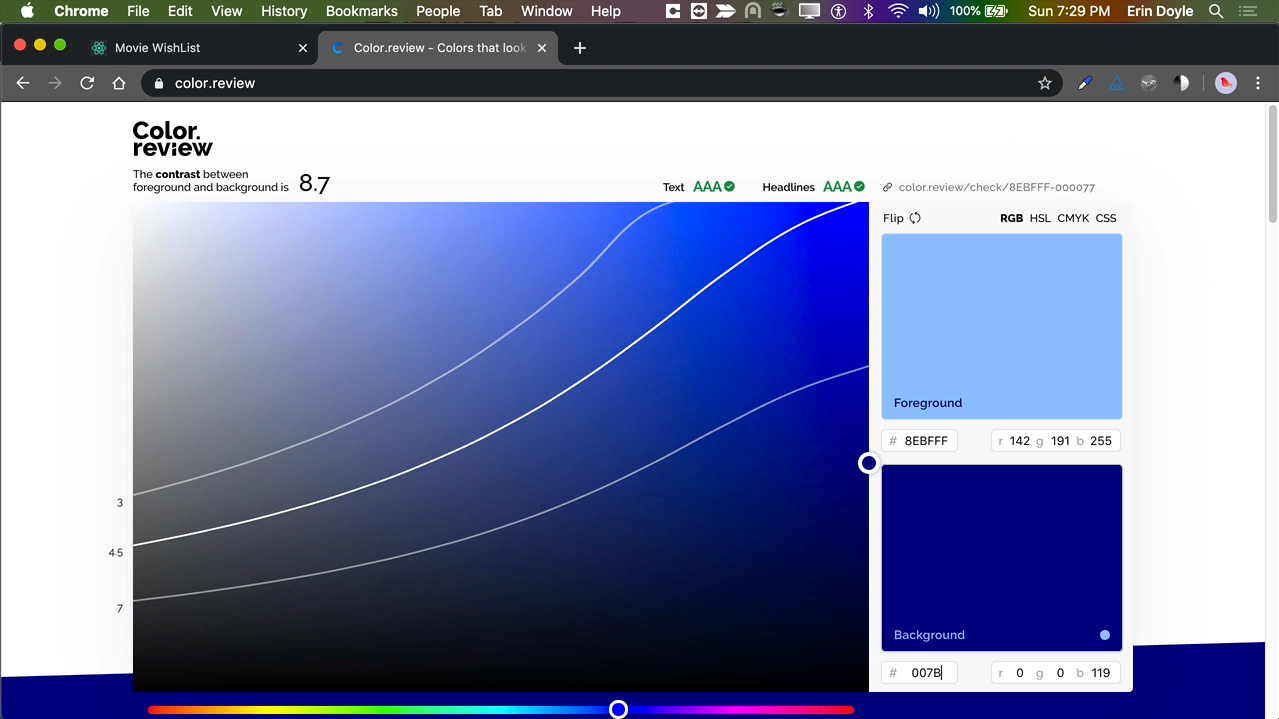 Chrome File Edit View History Bookmarks People Tab Window Help 100% Sun 7:29 PM Erin Doyle
Movie WishList Color.review - Colors that look
color.review
Color.
review
The contrast between
foreground and background is 8.7
Text AAA Headlines AAA color.review/check/8EBFFF-000077
Flip RGB HSL CMYK CSS
Foreground
# 8EBFFF r 142 g 191 b 255
3
4.5
7
Background
# 007B r 0 g 0 b 119